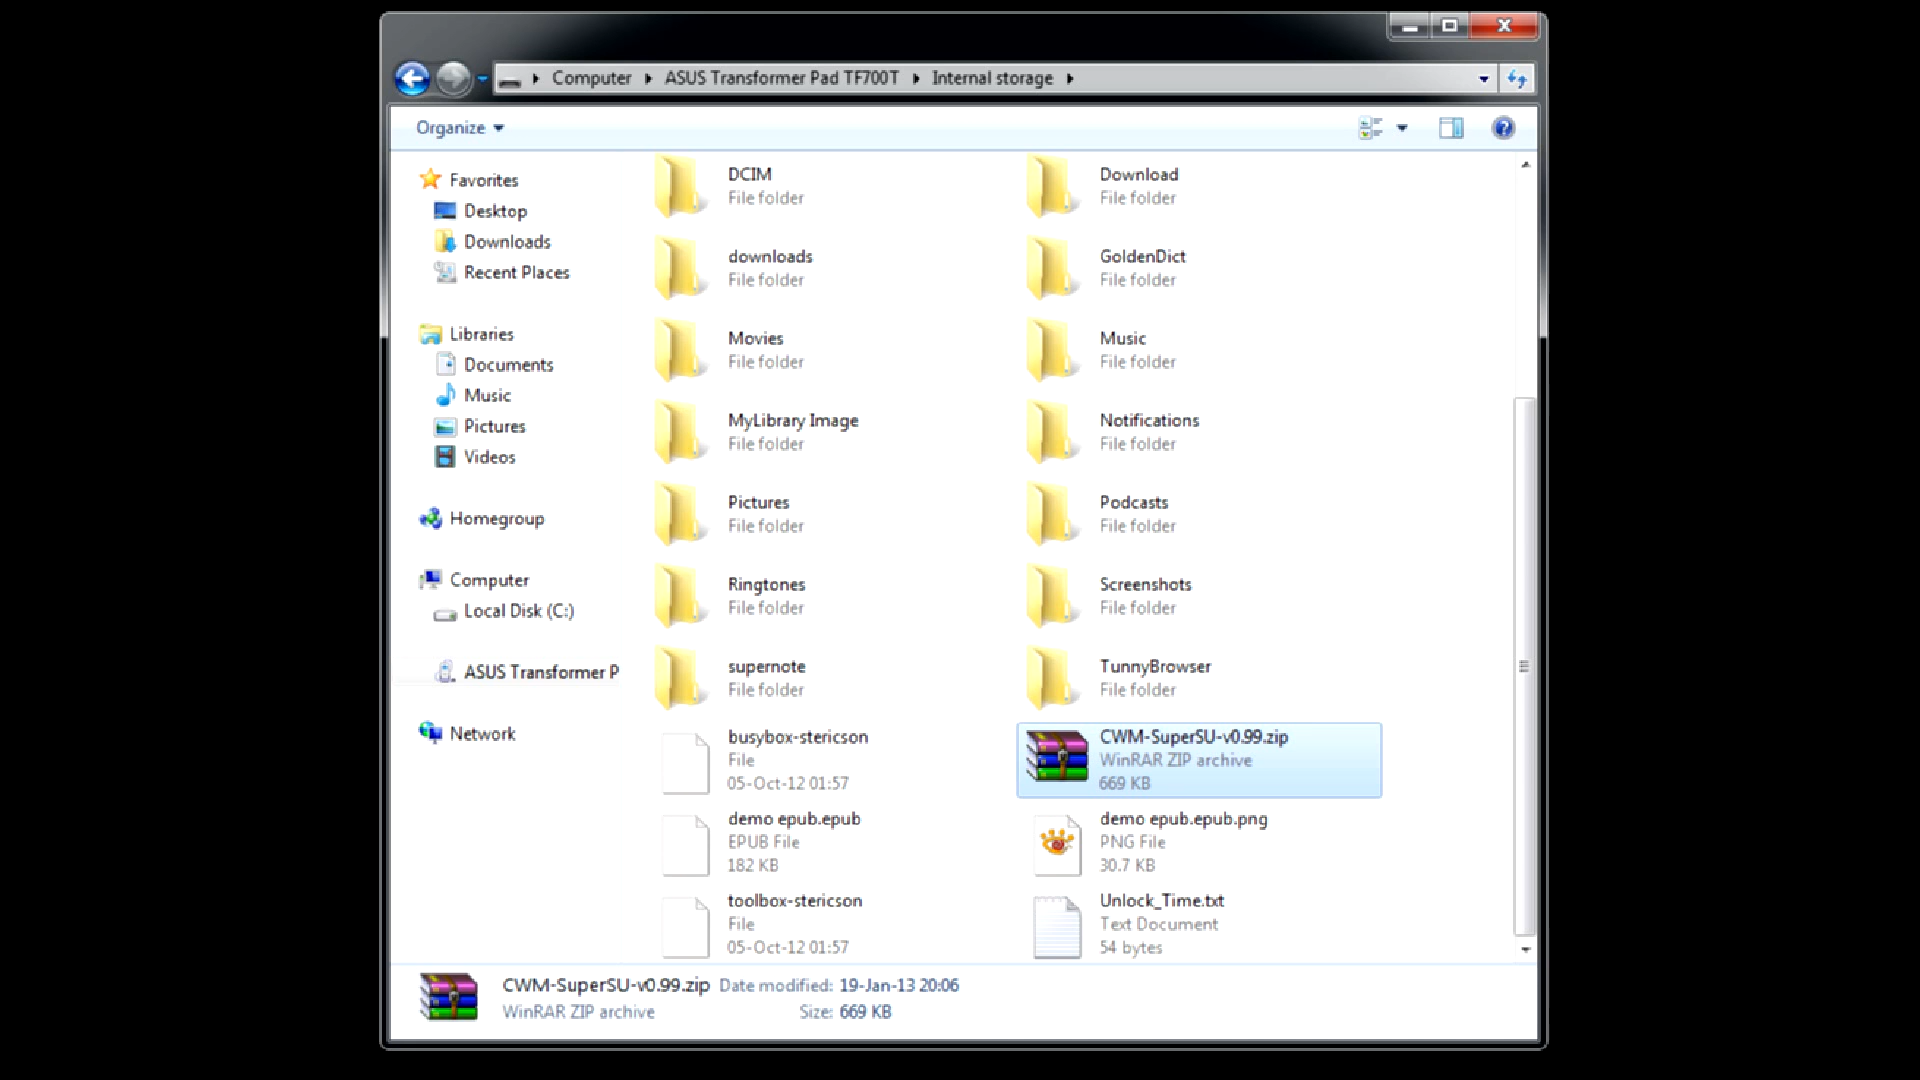 Computer ASUS Transformer Pad TF700T Internal storage
Organize
Favorites
Desktop
Downloads
Recent Places
Libraries
Documents
Music
Pictures
Videos
Homegroup
Computer
Local Disk (C:)
ASUS Transformer P
Network
DCIM
File folder
Download
File folder
downloads
File folder
GoldenDict
File folder
Movies
File folder
Music
File folder
MyLibrary Image
File folder
Notifications
File folder
Pictures
File folder
Podcasts
File folder
Ringtones
File folder
Screenshots
File folder
supernote
File folder
TunnyBrowser
File folder
busybox-stericson
File
05-Oct-12 01:57
CWM-SuperSU-v0.99.zip
WinRAR ZIP archive
669 KB
demo epub.epub
EPUB File
182 KB
demo epub.epub.png
PNG File
30.7 KB
toolbox-stericson
File
05-Oct-12 01:57
Unlock_Time.txt
Text Document
54 bytes
CWM-SuperSU-v0.99.zip Date modified: 19-Jan-13 20:06
WinRAR ZIP archive Size: 669 KB